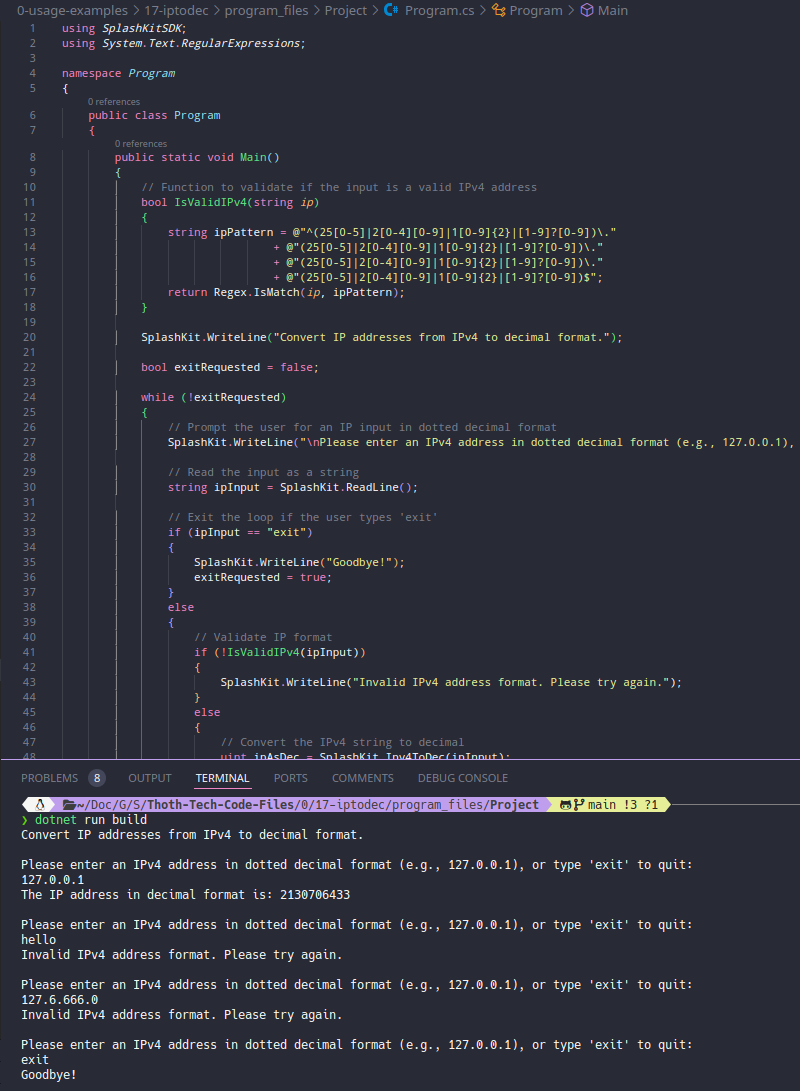 0-usage-examples > 17-iptodec > program_files > Project > C# Program.cs > Program > Main
1 using SplashKitSDK;
2 using System.Text.RegularExpressions;
3
4 namespace Program
5 {
0 references
6 public class Program
7 {
0 references
8 public static void Main()
9 {
10 // Function to validate if the input is a valid IPv4 address
11 bool IsValidIPv4(string ip)
12 {
13 string ipPattern = @"^(25[0-5]|2[0-4][0-9]|1[0-9]{2}|[1-9]?[0-9])\."
14 + @"(25[0-5]|2[0-4][0-9]|1[0-9]{2}|[1-9]?[0-9])\."
15 + @"(25[0-5]|2[0-4][0-9]|1[0-9]{2}|[1-9]?[0-9])\."
16 + @"(25[0-5]|2[0-4][0-9]|1[0-9]{2}|[1-9]?[0-9])$";
17 return Regex.IsMatch(ip, ipPattern);
18 }
19
20 SplashKit.WriteLine("Convert IP addresses from IPv4 to decimal format.");
21
22 bool exitRequested = false;
23
24 while (!exitRequested)
25 {
26 // Prompt the user for an IP input in dotted decimal format
27 SplashKit.WriteLine("\nPlease enter an IPv4 address in dotted decimal format (e.g., 127.0.0.1),
28
29 // Read the input as a string
30 string ipInput = SplashKit.ReadLine();
31
32 // Exit the loop if the user types 'exit'
33 if (ipInput == "exit")
34 {
35 SplashKit.WriteLine("Goodbye!");
36 exitRequested = true;
37 }
38 else
39 {
40 // Validate IP format
41 if (!IsValidIPv4(ipInput))
42 {
43 SplashKit.WriteLine("Invalid IPv4 address format. Please try again.");
44 }
45 else
46 {
47 // Convert the IPv4 string to decimal
48 uint ipAsDec = SplashKit.Ipv4ToDec(ipInput);
PROBLEMS 8 OUTPUT TERMINAL PORTS COMMENTS DEBUG CONSOLE
~/Doc/G/S/Thoth-Tech-Code-Files/0/17-iptodec/program_files/Project main !3 ?1
❯ dotnet run build
Convert IP addresses from IPv4 to decimal format.
Please enter an IPv4 address in dotted decimal format (e.g., 127.0.0.1), or type 'exit' to quit:
127.0.0.1
The IP address in decimal format is: 2130706433
Please enter an IPv4 address in dotted decimal format (e.g., 127.0.0.1), or type 'exit' to quit:
hello
Invalid IPv4 address format. Please try again.
Please enter an IPv4 address in dotted decimal format (e.g., 127.0.0.1), or type 'exit' to quit:
127.6.666.0
Invalid IPv4 address format. Please try again.
Please enter an IPv4 address in dotted decimal format (e.g., 127.0.0.1), or type 'exit' to quit:
exit
Goodbye!